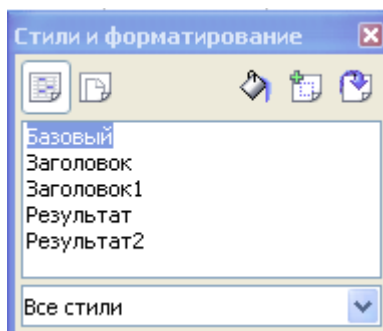 Стили и форматирование
Базовый
Заголовок
Заголовок1
Результат
Результат2
Все стили